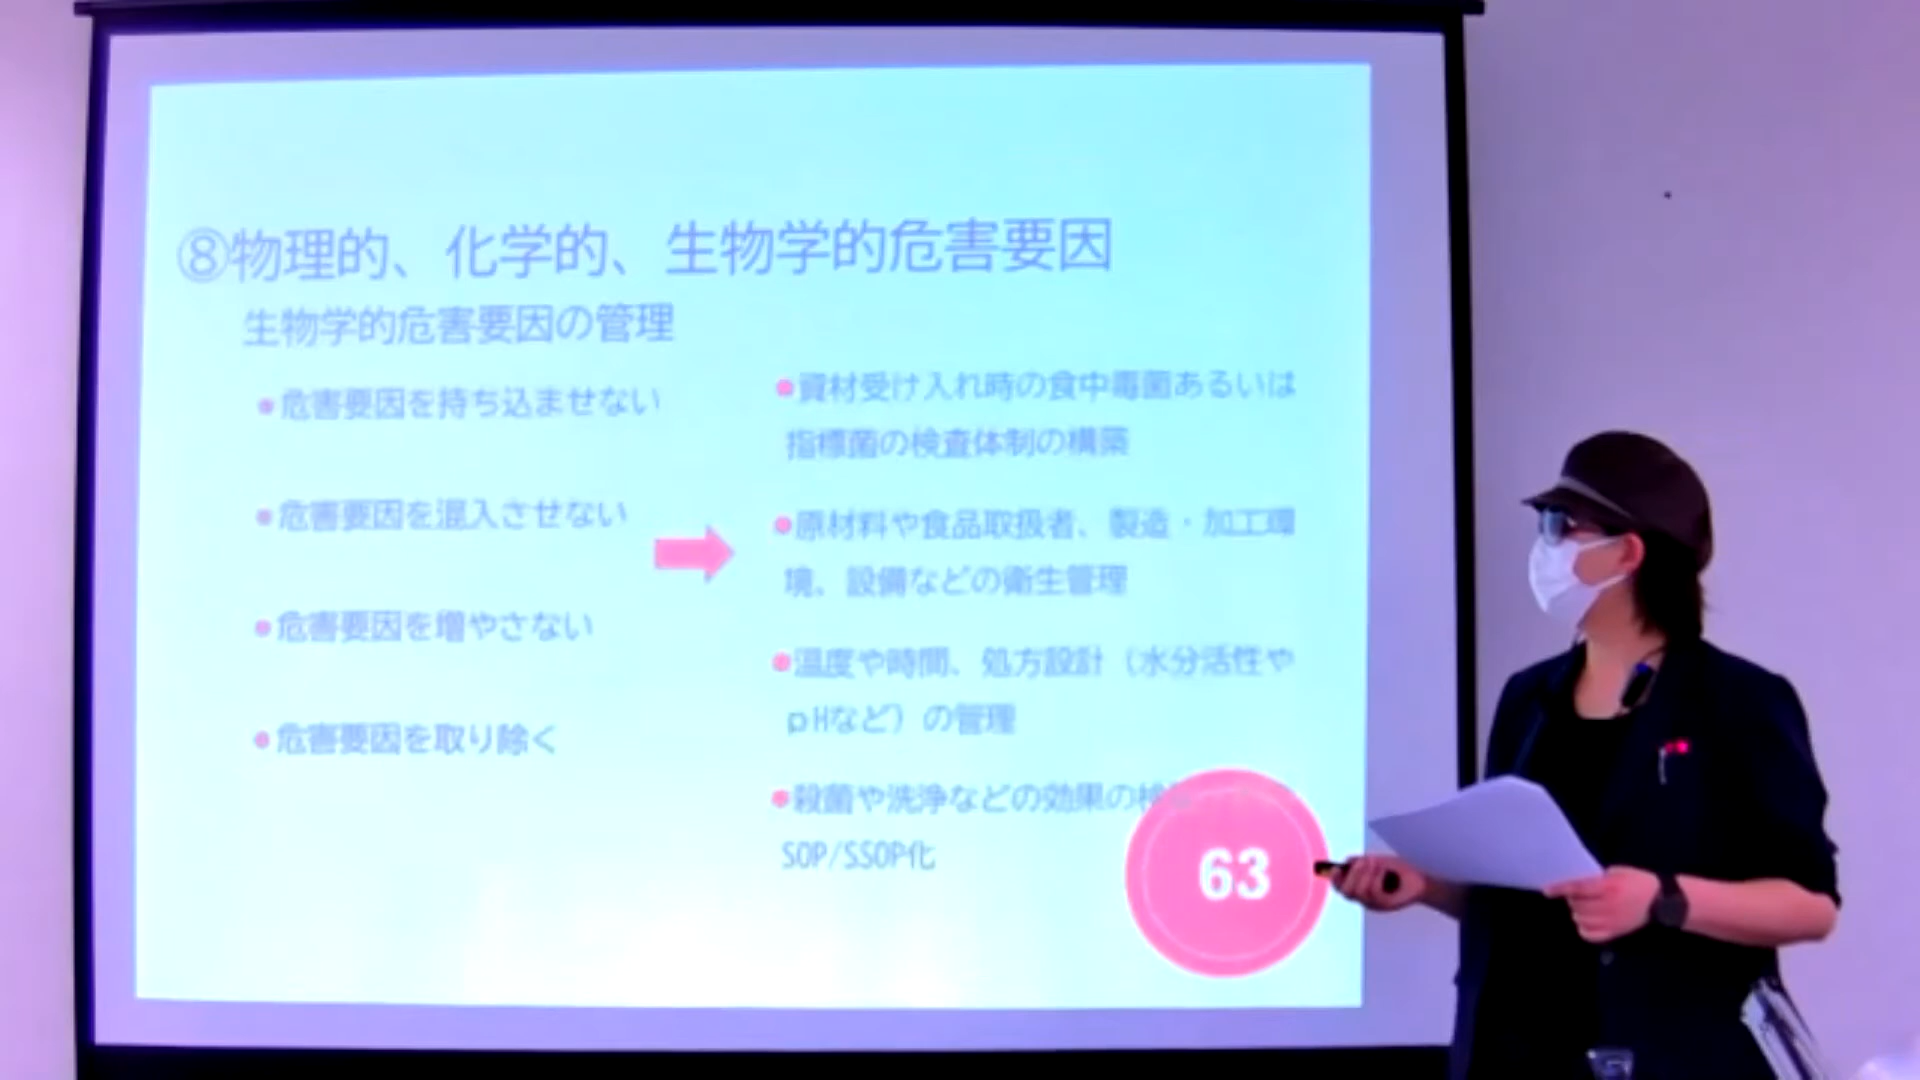 ⑧物理的、化学的、生物学的危害要因
生物学的危害要因の管理
●危害要因を持ち込ませない
●危害要因を混入させない
●危害要因を増やさない
●危害要因を取り除く
●資材受け入れ時の食中毒菌あるいは
指標菌の検査体制の構築
●原材料や食品取扱者、製造・加工環
境、設備などの衛生管理
●温度や時間、処方設計（水分活性や
pHなど）の管理
●殺菌や洗浄などの効果の検
SOP/SSOP化
63